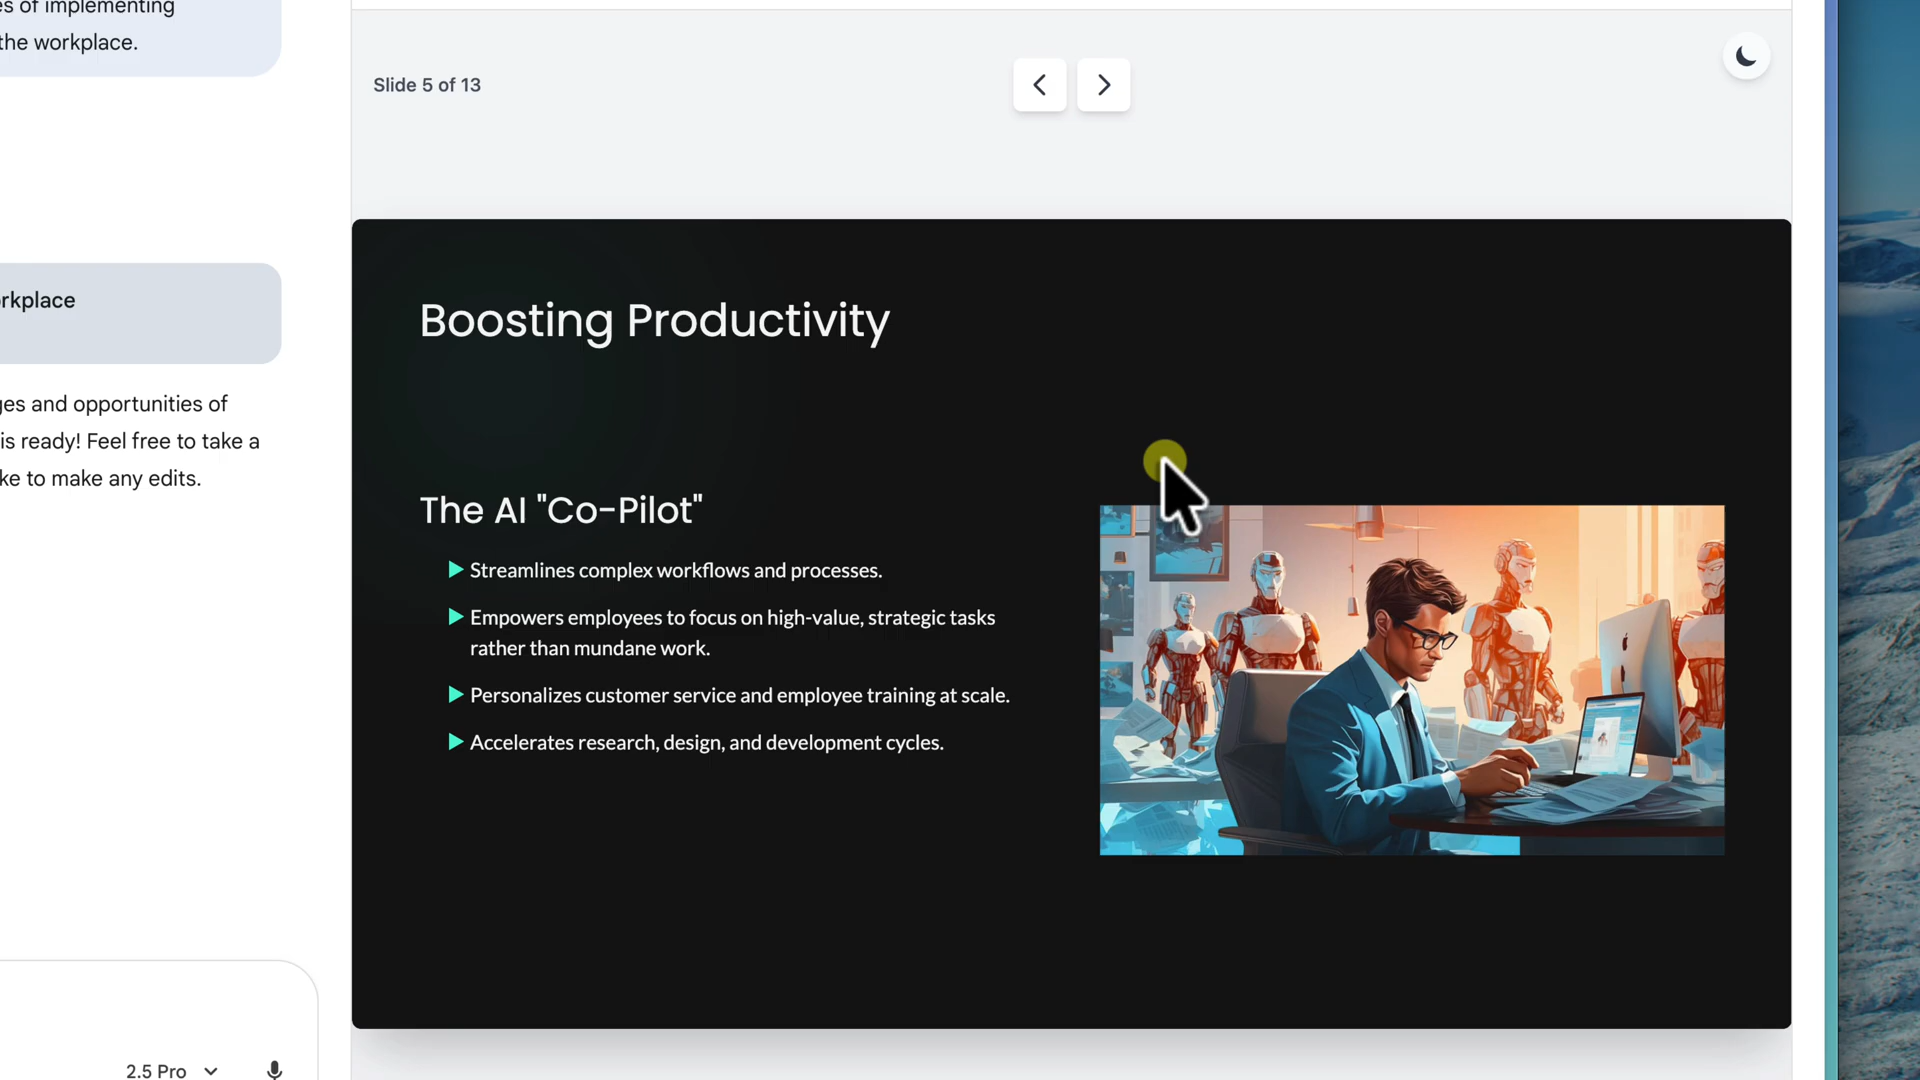 s of implementing
the workplace.
rkplace
ges and opportunities of
is ready! Feel free to take a
ke to make any edits.
2.5 Pro
Slide 5 of 13
Boosting Productivity
The AI "Co-Pilot"
Streamlines complex workflows and processes.
Empowers employees to focus on high-value, strategic tasks
rather than mundane work.
Personalizes customer service and employee training at scale.
Accelerates research, design, and development cycles.